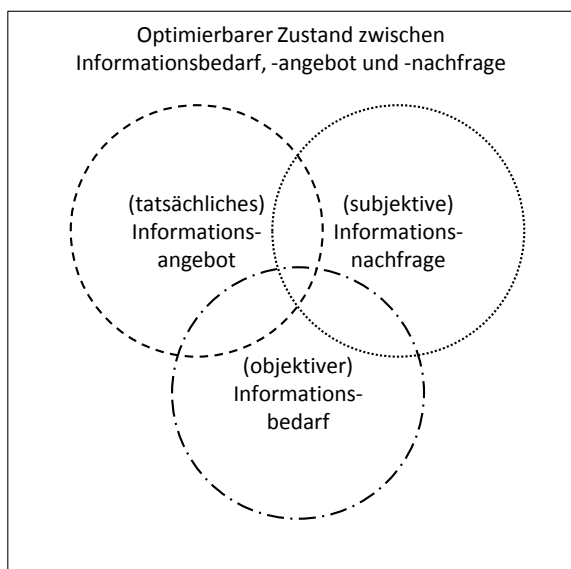 Optimierbarer Zustand zwischen
Informationsbedarf, -angebot und -nachfrage
(tatsächliches)
Informations-
angebot
(subjektive)
Informations-
nachfrage
(objektiver)
Informations-
bedarf